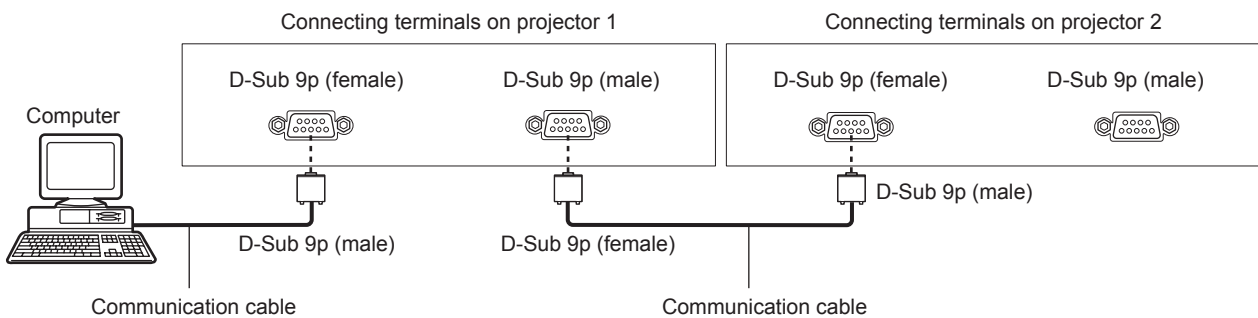 Connecting terminals on projector 1
Connecting terminals on projector 2
D-Sub 9p (female)
D-Sub 9p (male)
D-Sub 9p (female)
D-Sub 9p (male)
Computer
D-Sub 9p (male)
D-Sub 9p (male)
D-Sub 9p (female)
Communication cable
Communication cable